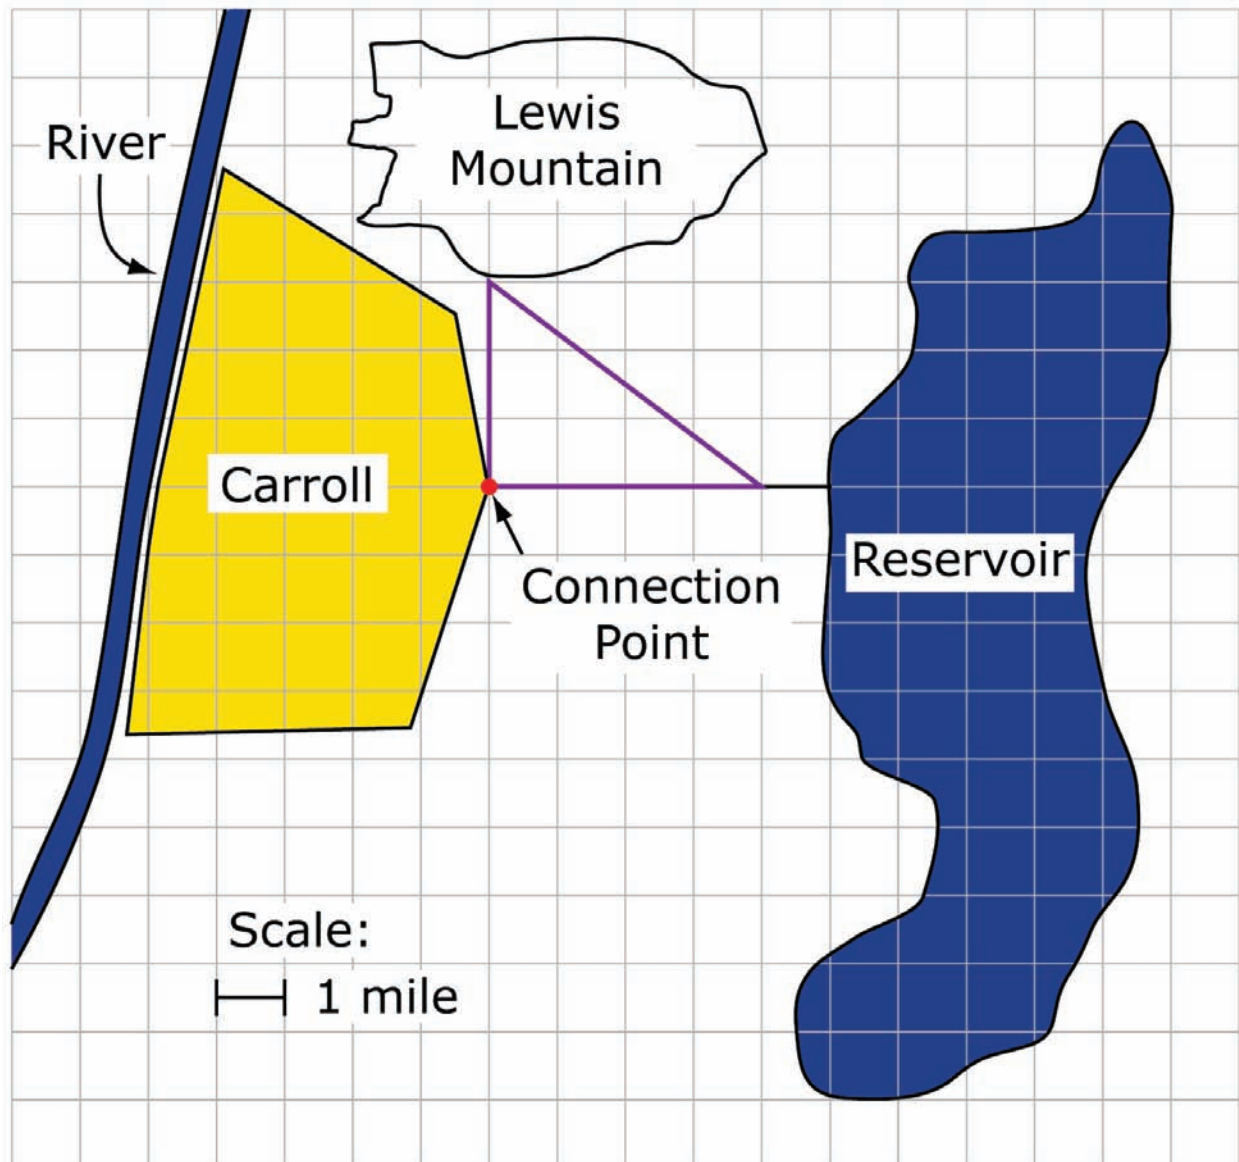 Lewis
Mountain
River
Carroll
Reservoir
Connection
Point
Scale:
1 mile